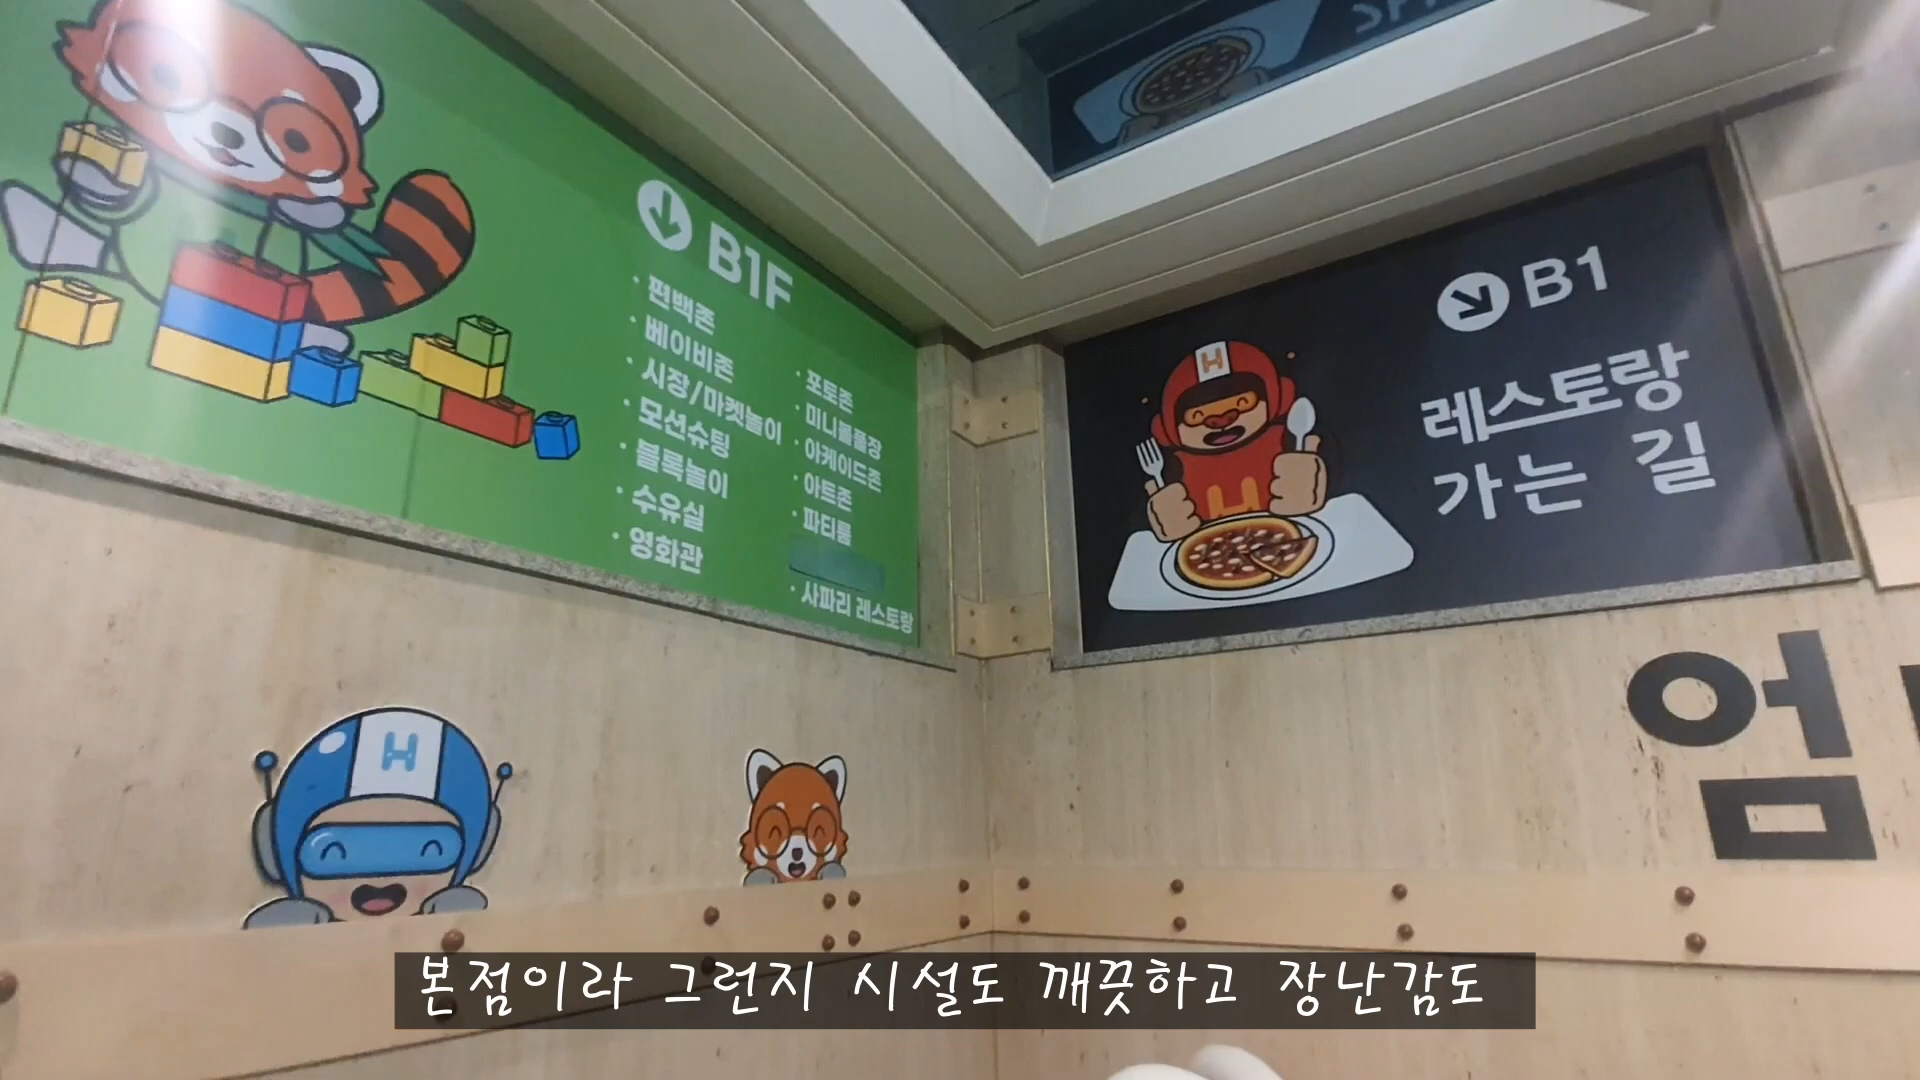 B1F
· 편백존
· 베이비존
· 시장/마켓놀이
· 모션슈팅
· 블록놀이
· 수유실
· 영화관
· 포토존
· 미니볼풀장
· 아케이드존
· 아트존
· 파티룸
· 사파리 레스토랑
B1
레스토랑
가는 길
H
H
H
엄
본점이라 그런지 시설도 깨끗하고 장난감도